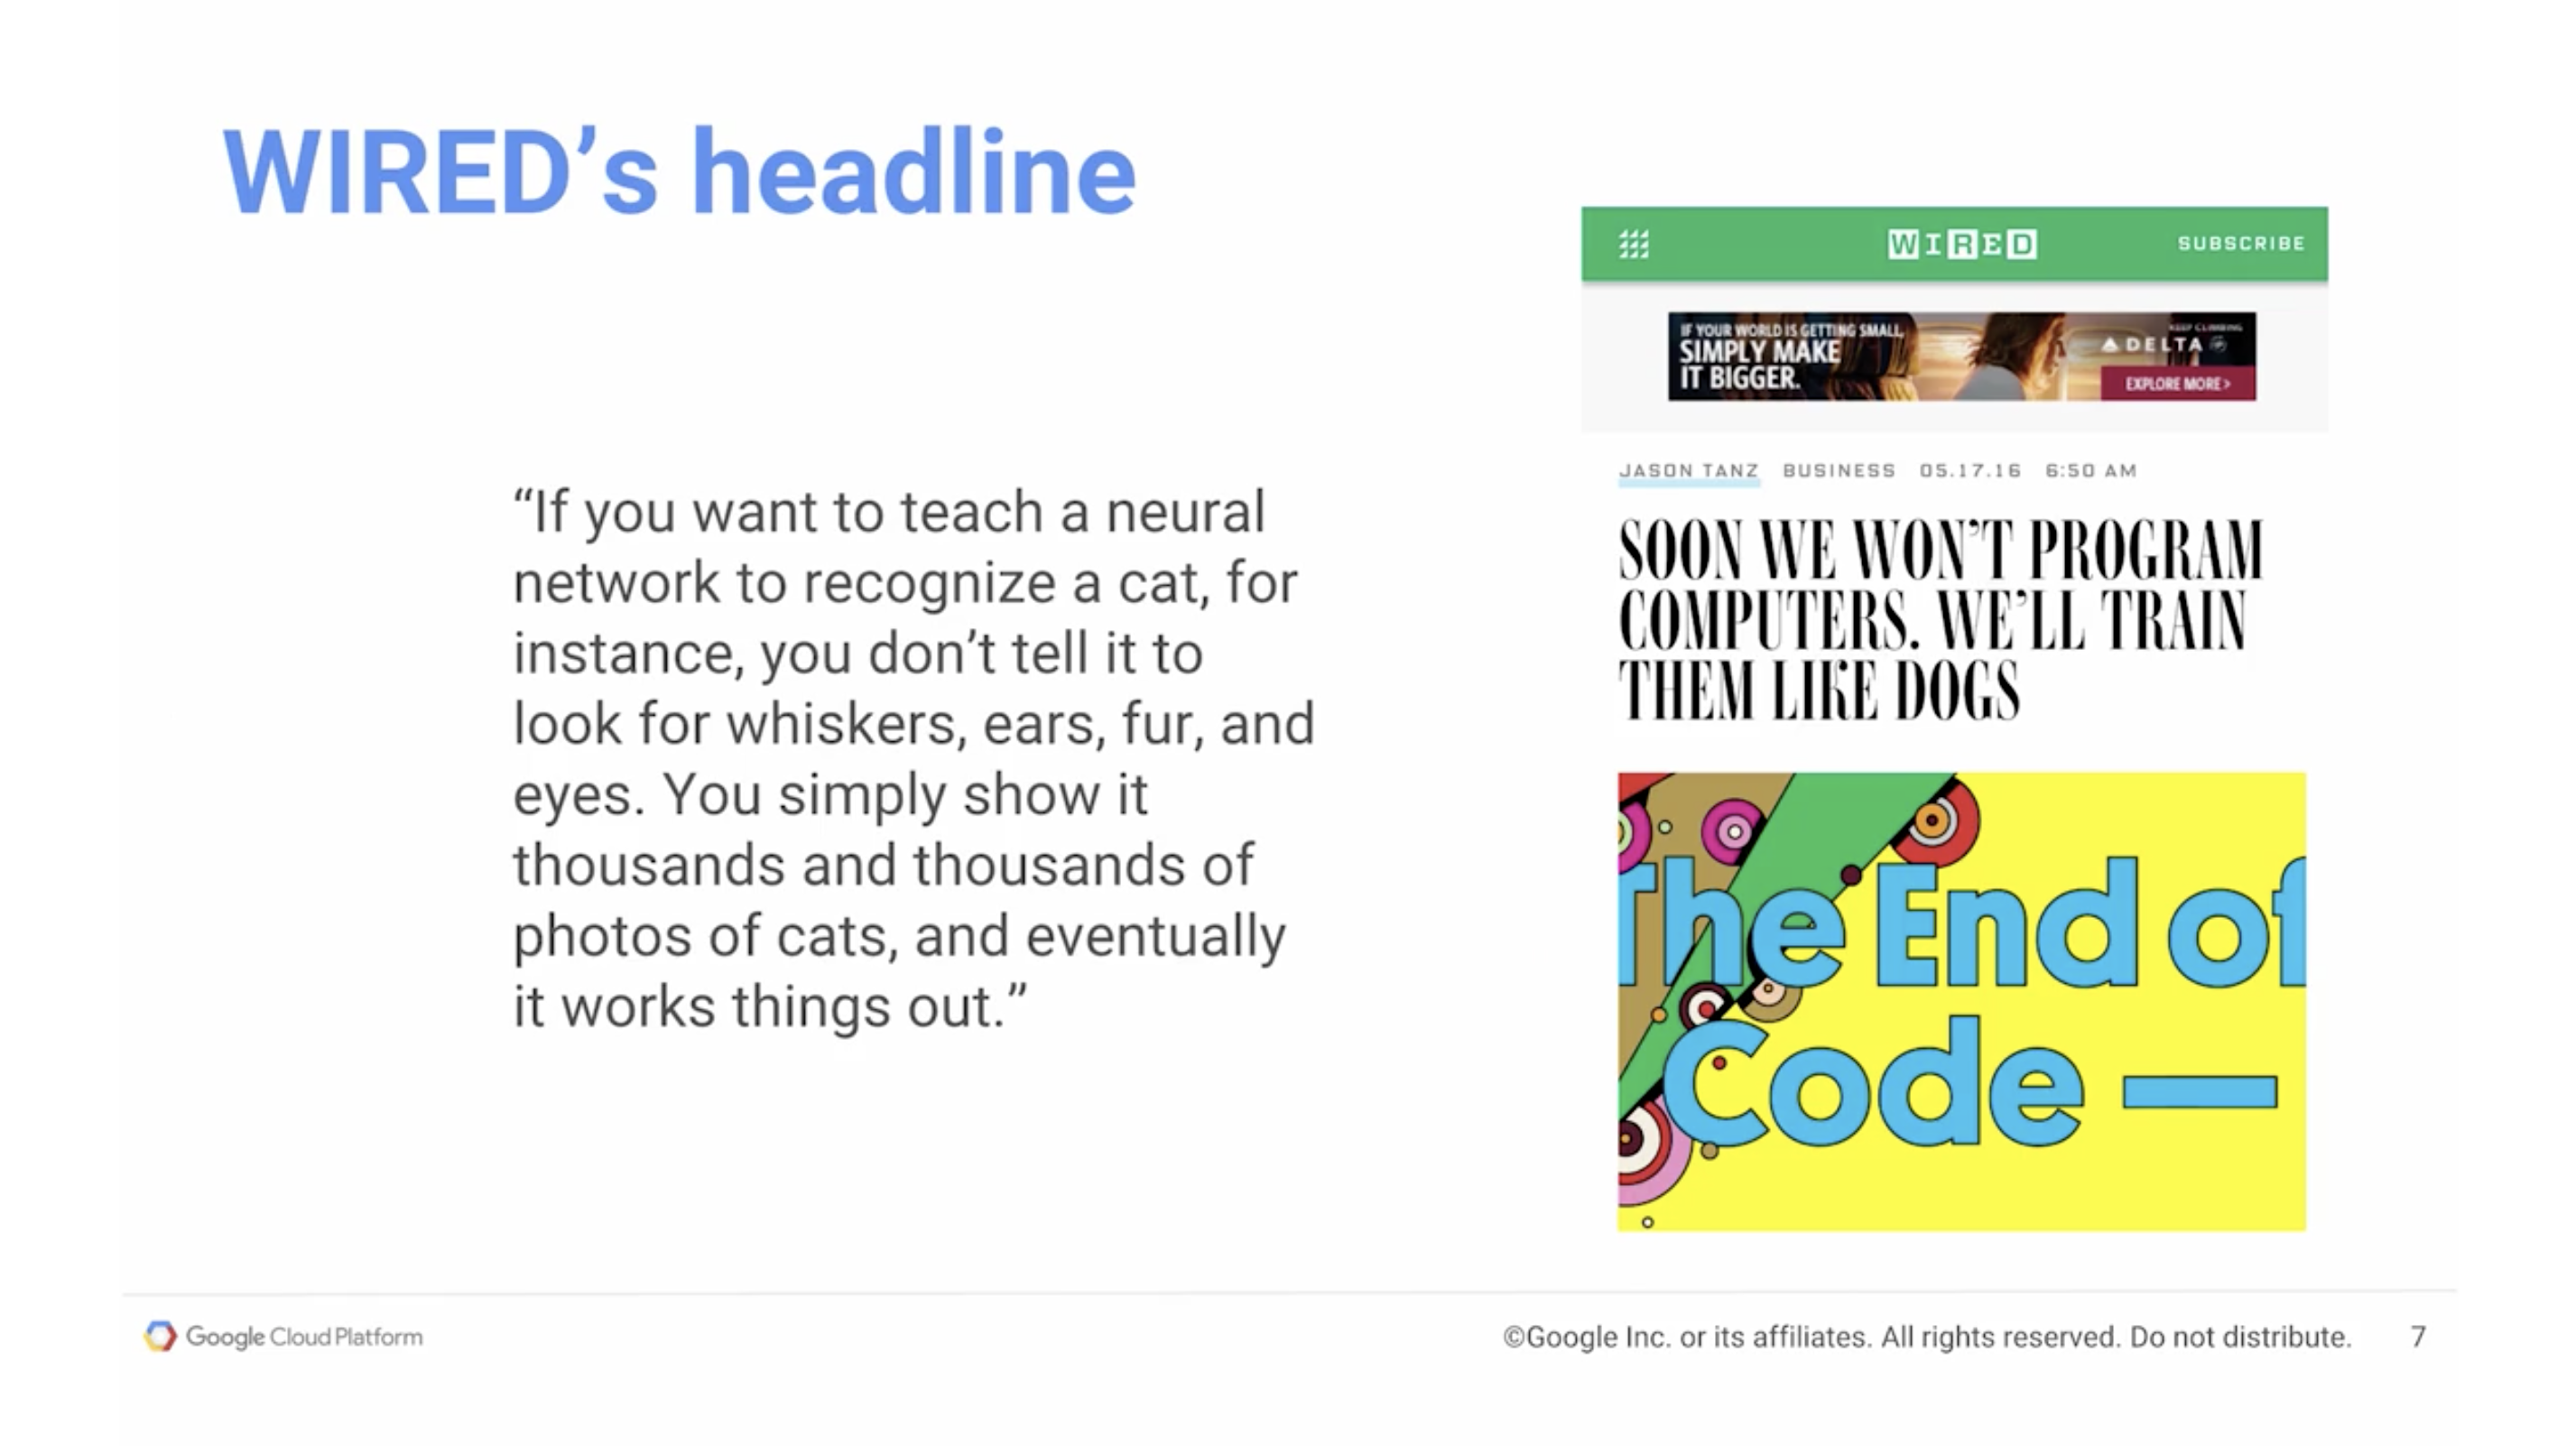 WIRED’s headline
“If you want to teach a neural
network to recognize a cat, for
instance, you don’t tell it to
look for whiskers, ears, fur, and
eyes. You simply show it
thousands and thousands of
photos of cats, and eventually
it works things out.”
WIRED SUBSCRIBE
IF YOUR WORLD IS GETTING SMALL,
SIMPLY MAKE
IT BIGGER.
KEEP CLIMBING
DELTA
EXPLORE MORE >
JASON TANZ BUSINESS 05.17.16 6:50 AM
SOON WE WON’T PROGRAM
COMPUTERS. WE’LL TRAIN
THEM LIKE DOGS
The End of
Code —
Google Cloud Platform
©Google Inc. or its affiliates. All rights reserved. Do not distribute. 7